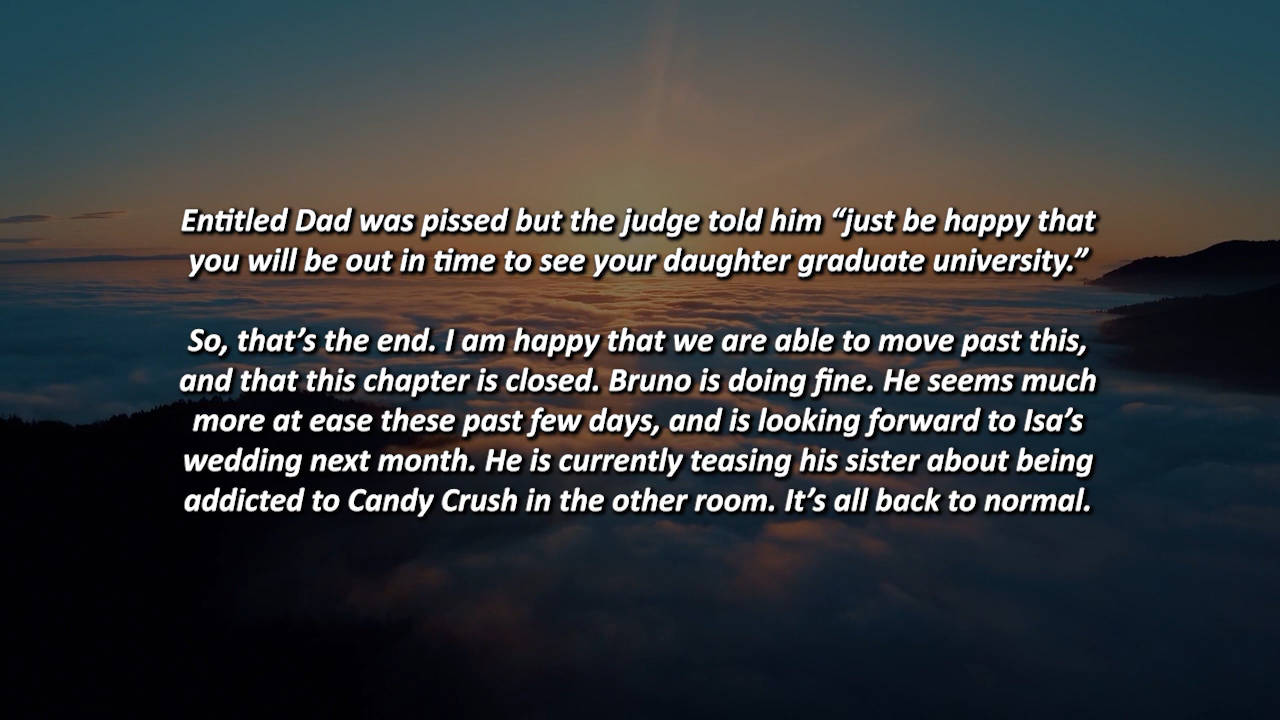 Entitled Dad was pissed but the judge told him “just be happy that
you will be out in time to see your daughter graduate university.”
So, that’s the end. I am happy that we are able to move past this,
and that this chapter is closed. Bruno is doing fine. He seems much
more at ease these past few days, and is looking forward to Isa’s
wedding next month. He is currently teasing his sister about being
addicted to Candy Crush in the other room. It’s all back to normal.